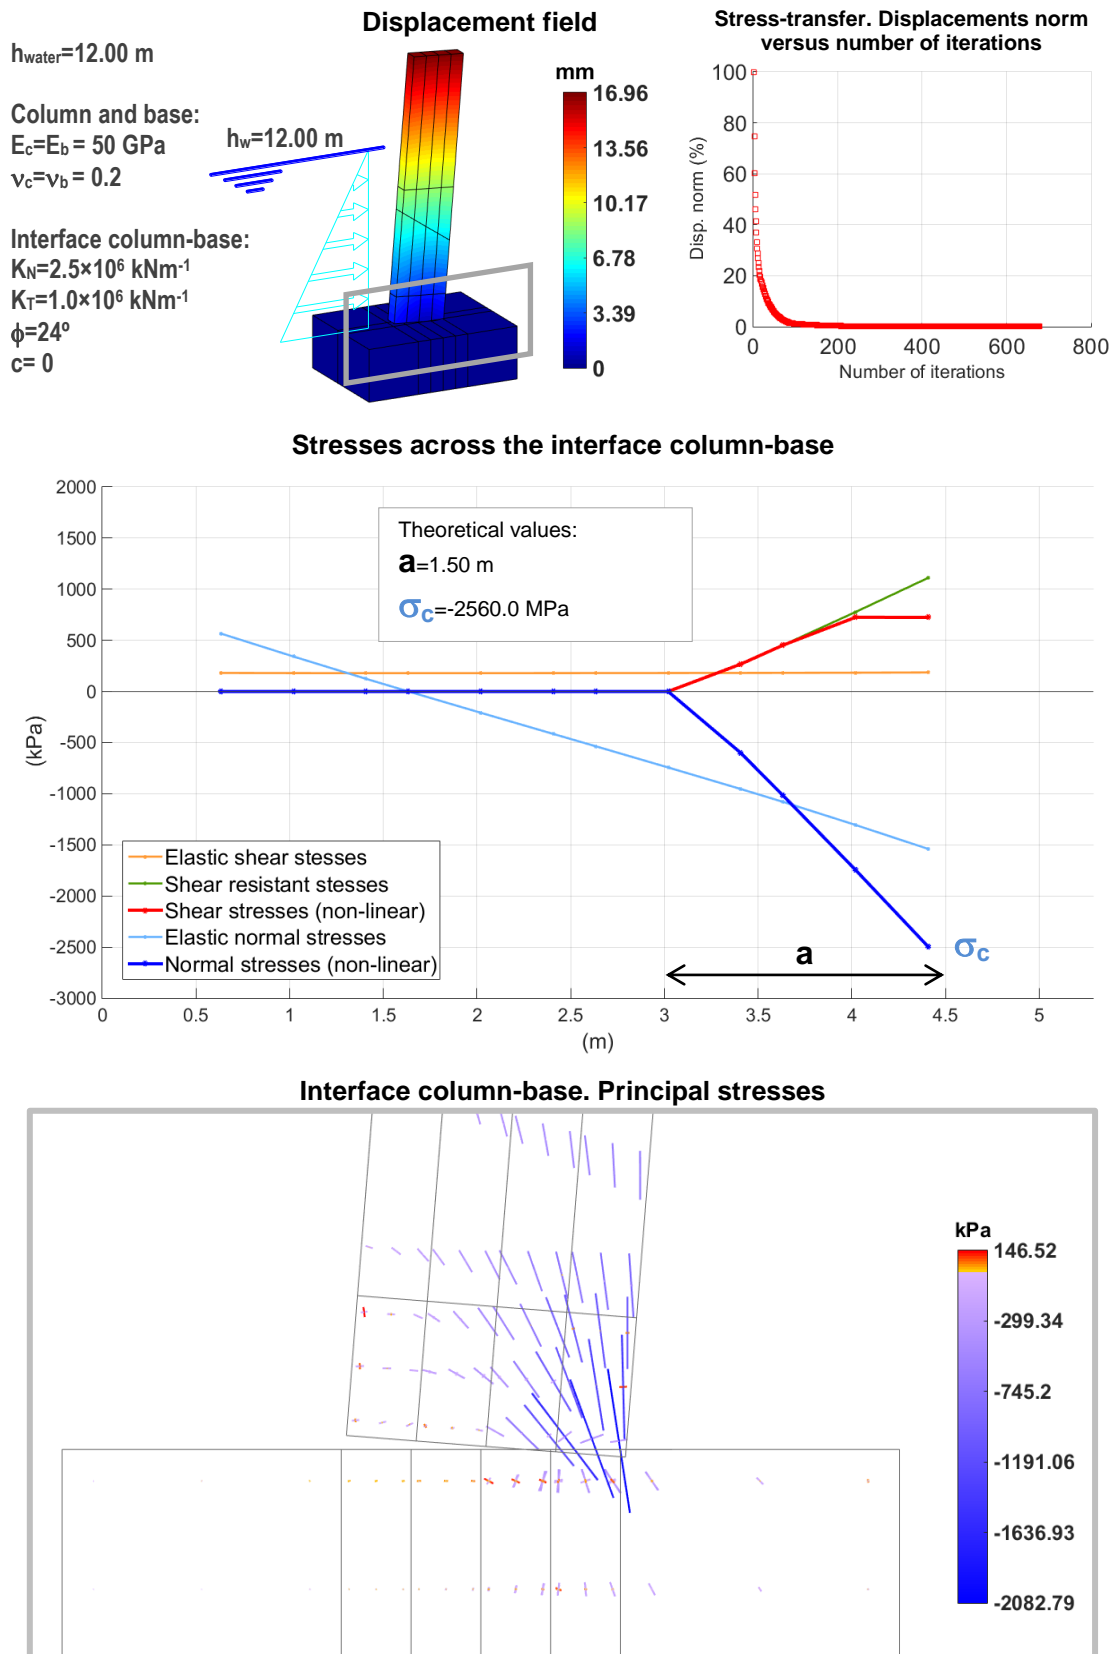 Displacement field
Stress-transfer. Displacements norm
versus number of iterations
h_water=12.00 m
Column and base:
E_c=E_b = 50 GPa
ν_c=ν_b = 0.2
Interface column-base:
K_N=2.5×10⁶ kNm⁻¹
K_T=1.0×10⁶ kNm⁻¹
ϕ=24º
c= 0
h_w=12.00 m
mm
16.96
13.56
10.17
6.78
3.39
0
100
80
60
40
20
0
Disp. norm (%)
0 200 400 600 800
Number of iterations
Stresses across the interface column-base
2000
1500
1000
500
0
-500
-1000
-1500
-2000
-2500
-3000
(kPa)
Theoretical values:
a=1.50 m
σ_c=-2560.0 MPa
Elastic shear stesses
Shear resistant stesses
Shear stresses (non-linear)
Elastic normal stresses
Normal stresses (non-linear)
a
σ_c
0 0.5 1 1.5 2 2.5 3 3.5 4 4.5 5
(m)
Interface column-base. Principal stresses
kPa
146.52
-299.34
-745.2
-1191.06
-1636.93
-2082.79